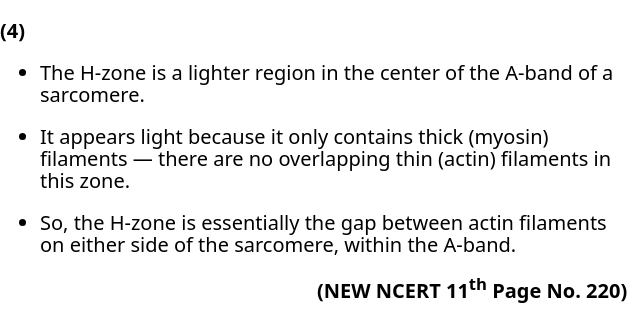 (4)
• The H-zone is a lighter region in the center of the A-band of a
sarcomere.
• It appears light because it only contains thick (myosin)
filaments — there are no overlapping thin (actin) filaments in
this zone.
• So, the H-zone is essentially the gap between actin filaments
on either side of the sarcomere, within the A-band.
(NEW NCERT 11th Page No. 220)